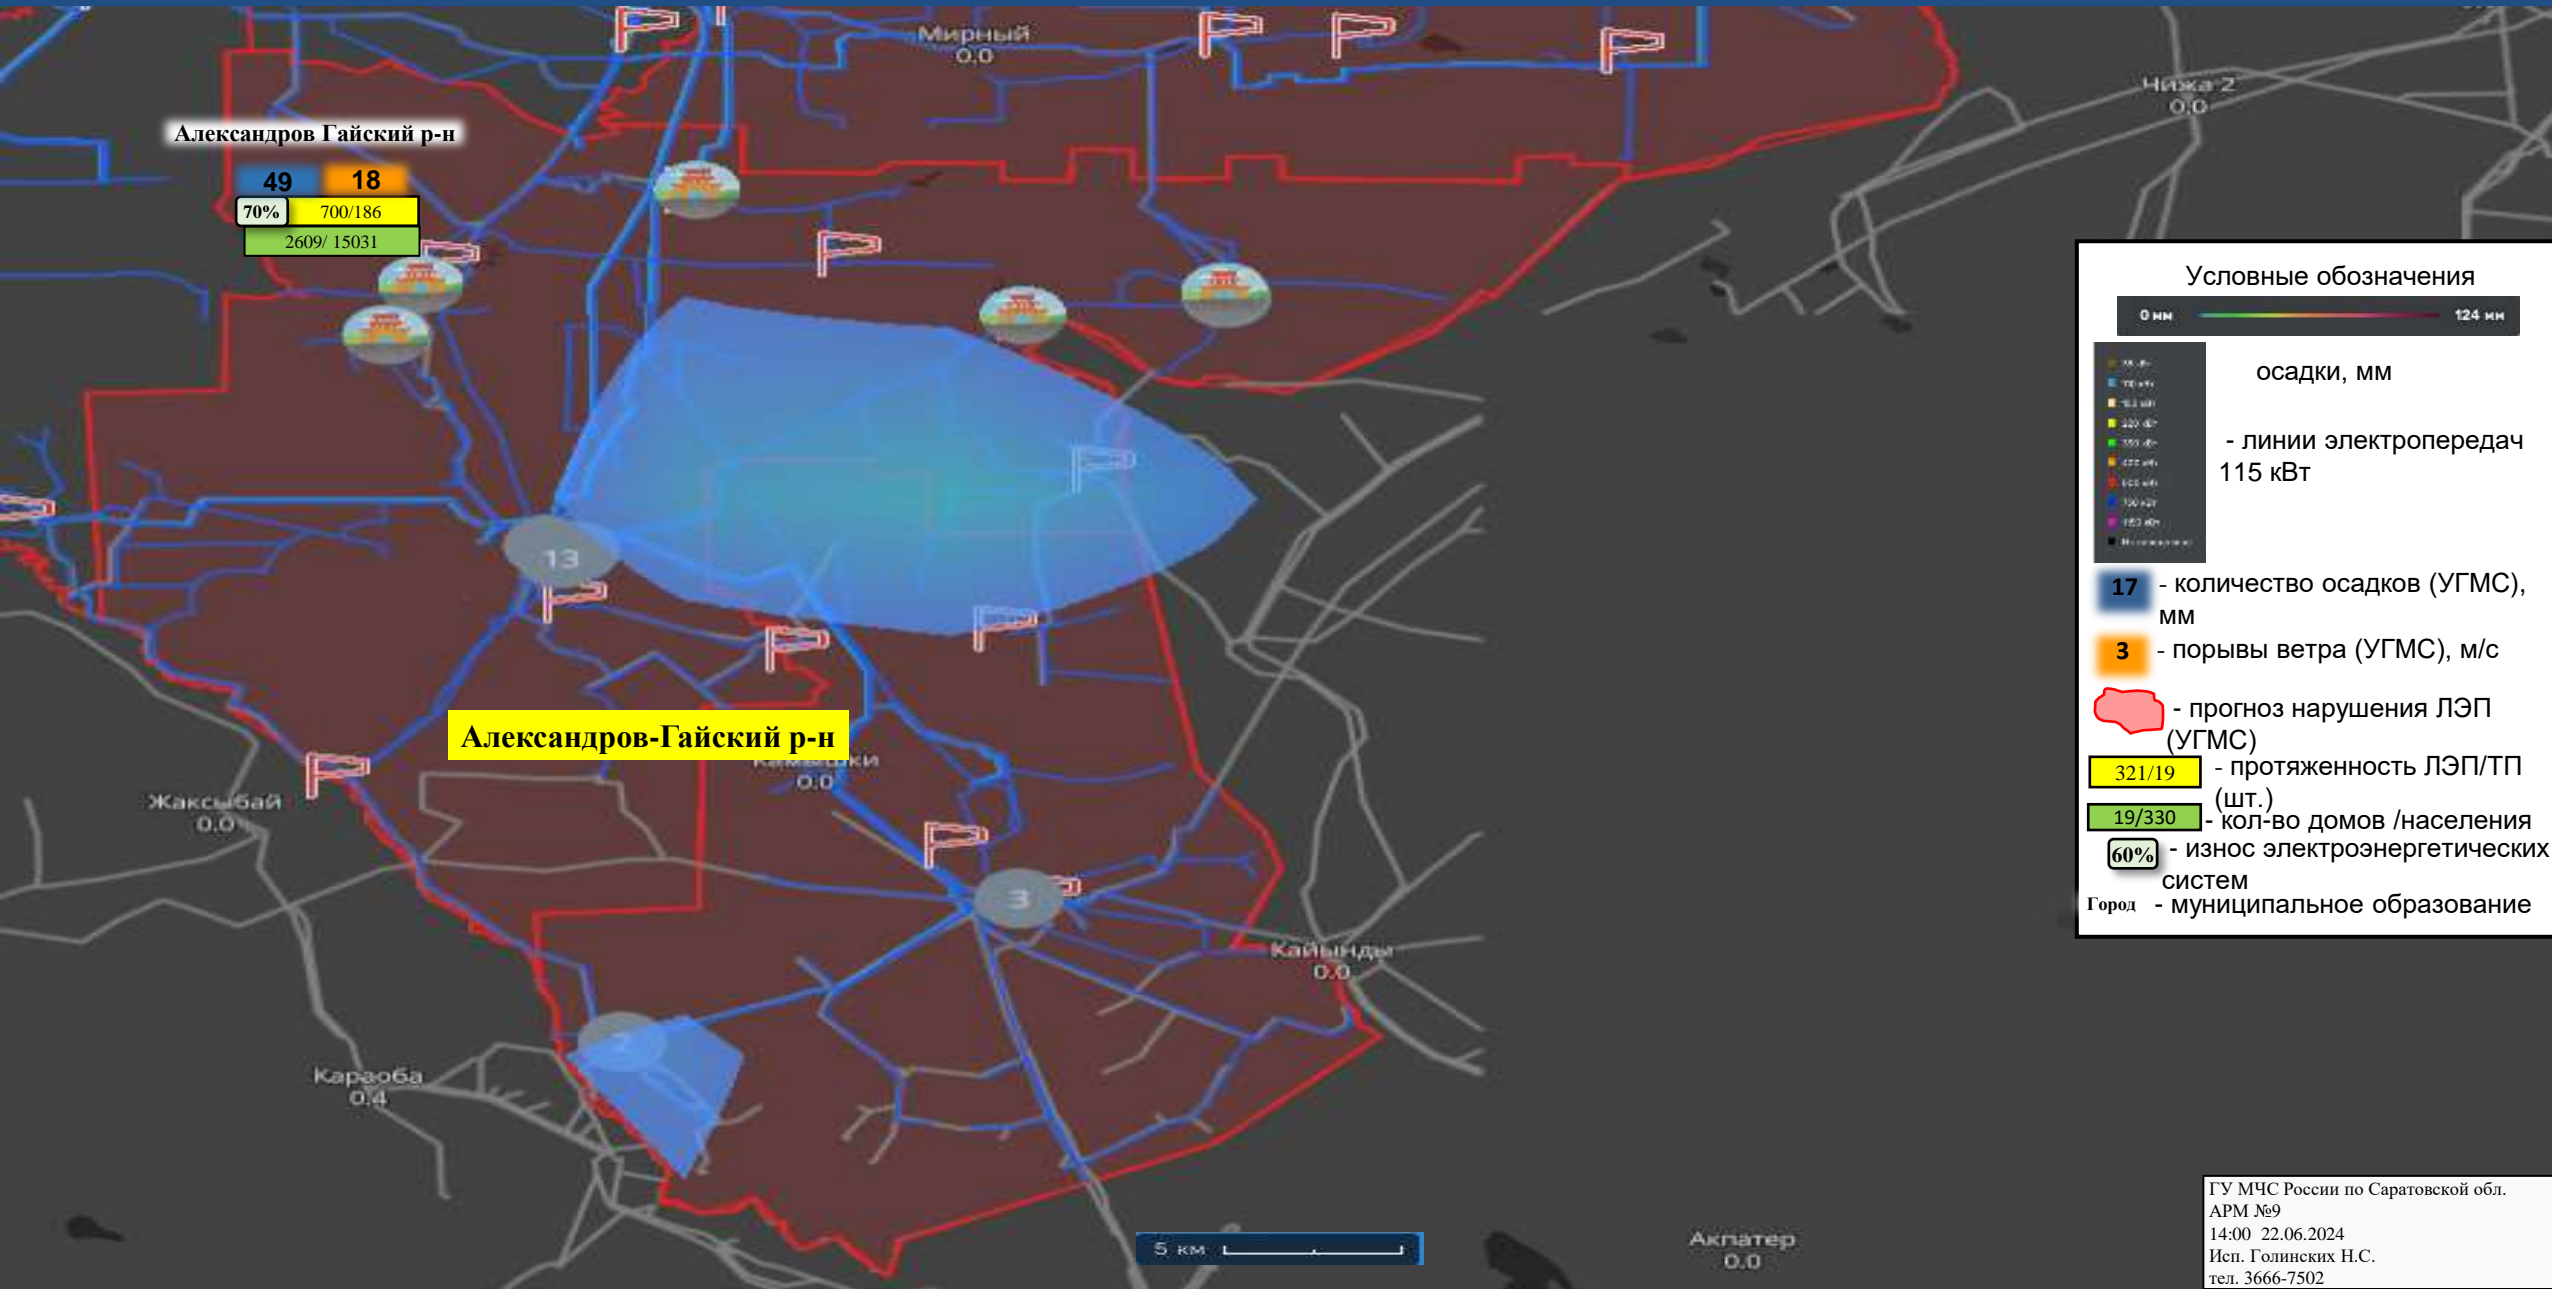 Мирный
0.0
Чижа 2
0.0
Александров Гайский р-н
49 18
70% 700/186
2609/ 15031
13
Александров-Гайский р-н
Камышки
0.0
Жаксыбай
0.0
3
Кайынды
0.0
2
Караоба
0.4
5 км
Акпатер
0.0
Условные обозначения
0 мм 124 мм
осадки, мм
- линии электропередач
115 кВт
17 - количество осадков (УГМС),
мм
3 - порывы ветра (УГМС), м/с
- прогноз нарушения ЛЭП
(УГМС)
321/19 - протяженность ЛЭП/ТП
(шт.)
19/330 - кол-во домов /населения
60% - износ электроэнергетических
систем
Город - муниципальное образование
ГУ МЧС России по Саратовской обл.
АРМ №9
14:00 22.06.2024
Исп. Голинских Н.С.
тел. 3666-7502